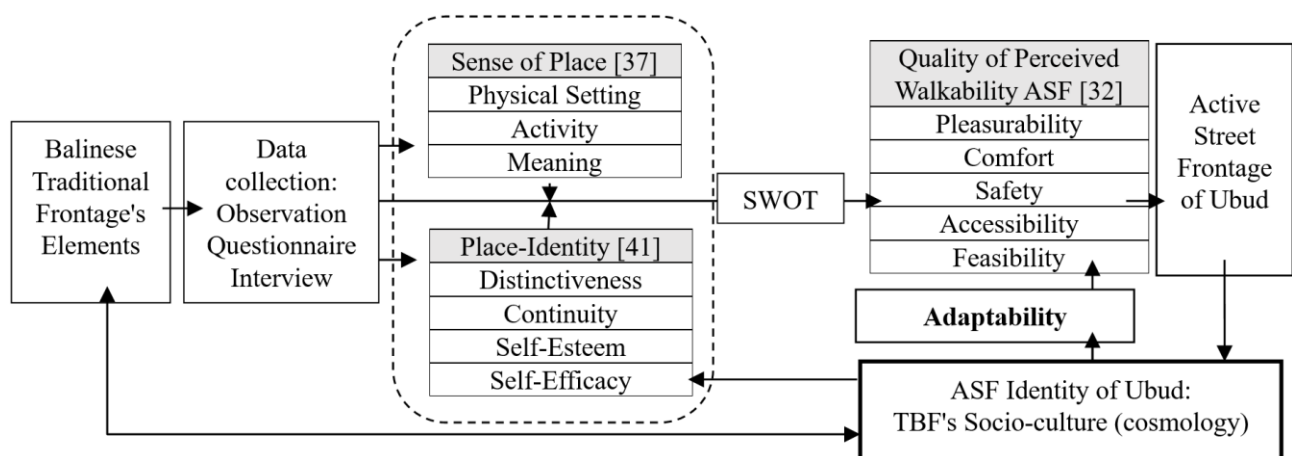 Balinese
Traditional
Frontage's
Elements
Data
collection:
Observation
Questionnaire
Interview
Sense of Place [37]
Physical Setting
Activity
Meaning
Place-Identity [41]
Distinctiveness
Continuity
Self-Esteem
Self-Efficacy
SWOT
Quality of Perceived
Walkability ASF [32]
Pleasurability
Comfort
Safety
Accessibility
Feasibility
Adaptability
Active
Street
Frontage
of Ubud
ASF Identity of Ubud:
TBF's Socio-culture (cosmology)